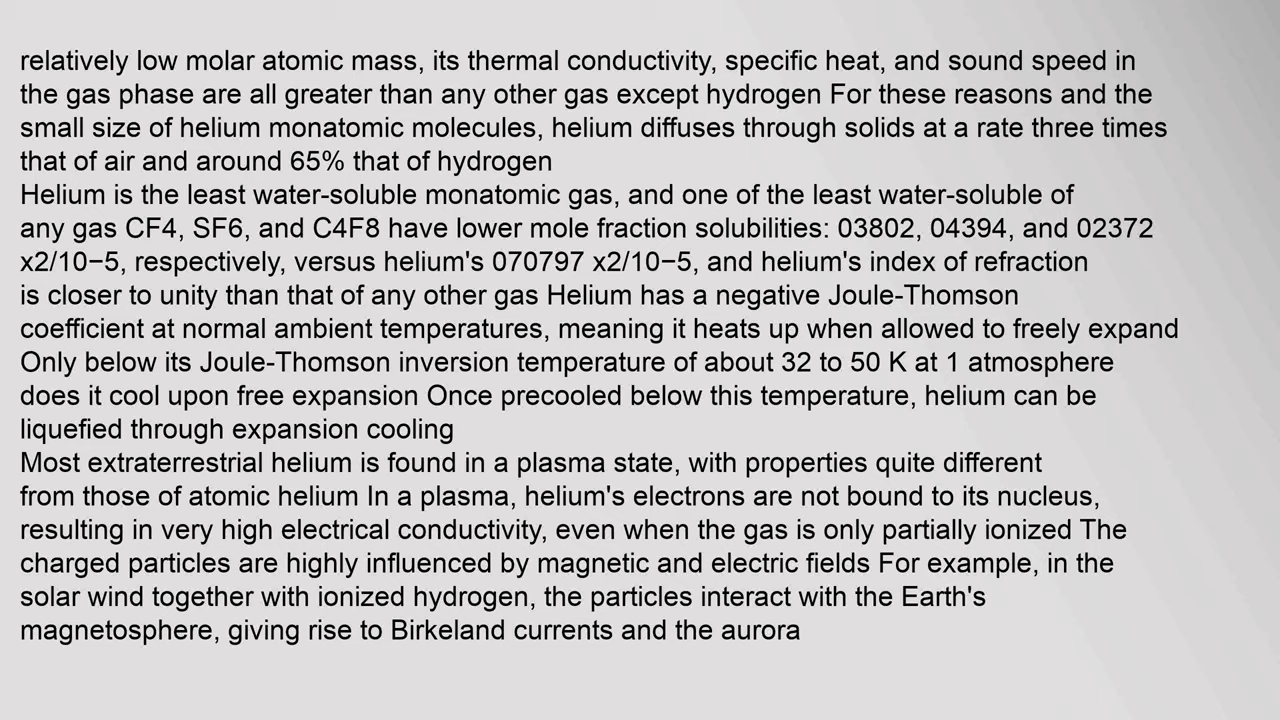 relatively low molar atomic mass, its thermal conductivity, specific heat, and sound speed in
the gas phase are all greater than any other gas except hydrogen For these reasons and the
small size of helium monatomic molecules, helium diffuses through solids at a rate three times
that of air and around 65% that of hydrogen
Helium is the least water-soluble monatomic gas, and one of the least water-soluble of
any gas CF4, SF6, and C4F8 have lower mole fraction solubilities: 03802, 04394, and 02372
x2/10−5, respectively, versus helium's 070797 x2/10−5, and helium's index of refraction
is closer to unity than that of any other gas Helium has a negative Joule-Thomson
coefficient at normal ambient temperatures, meaning it heats up when allowed to freely expand
Only below its Joule-Thomson inversion temperature of about 32 to 50 K at 1 atmosphere
does it cool upon free expansion Once precooled below this temperature, helium can be
liquefied through expansion cooling
Most extraterrestrial helium is found in a plasma state, with properties quite different
from those of atomic helium In a plasma, helium's electrons are not bound to its nucleus,
resulting in very high electrical conductivity, even when the gas is only partially ionized The
charged particles are highly influenced by magnetic and electric fields For example, in the
solar wind together with ionized hydrogen, the particles interact with the Earth's
magnetosphere, giving rise to Birkeland currents and the aurora